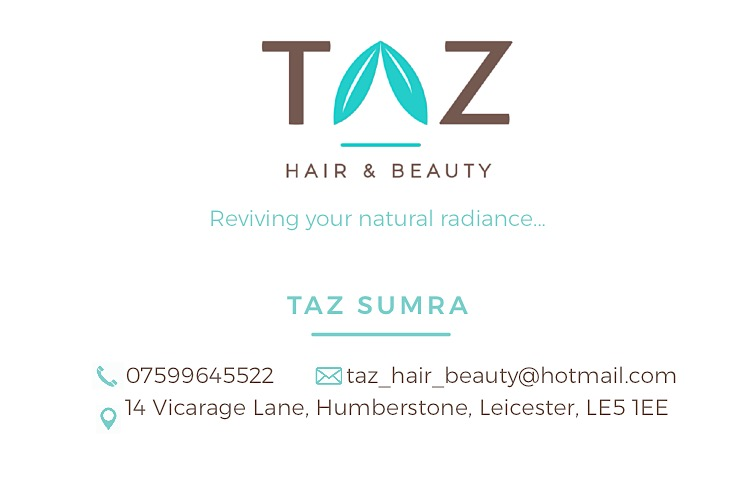 TAZ
HAIR & BEAUTY
Reviving your natural radiance...
TAZ SUMRA
07599645522 taz_hair_beauty@hotmail.com
14 Vicarage Lane, Humberstone, Leicester, LE5 1EE